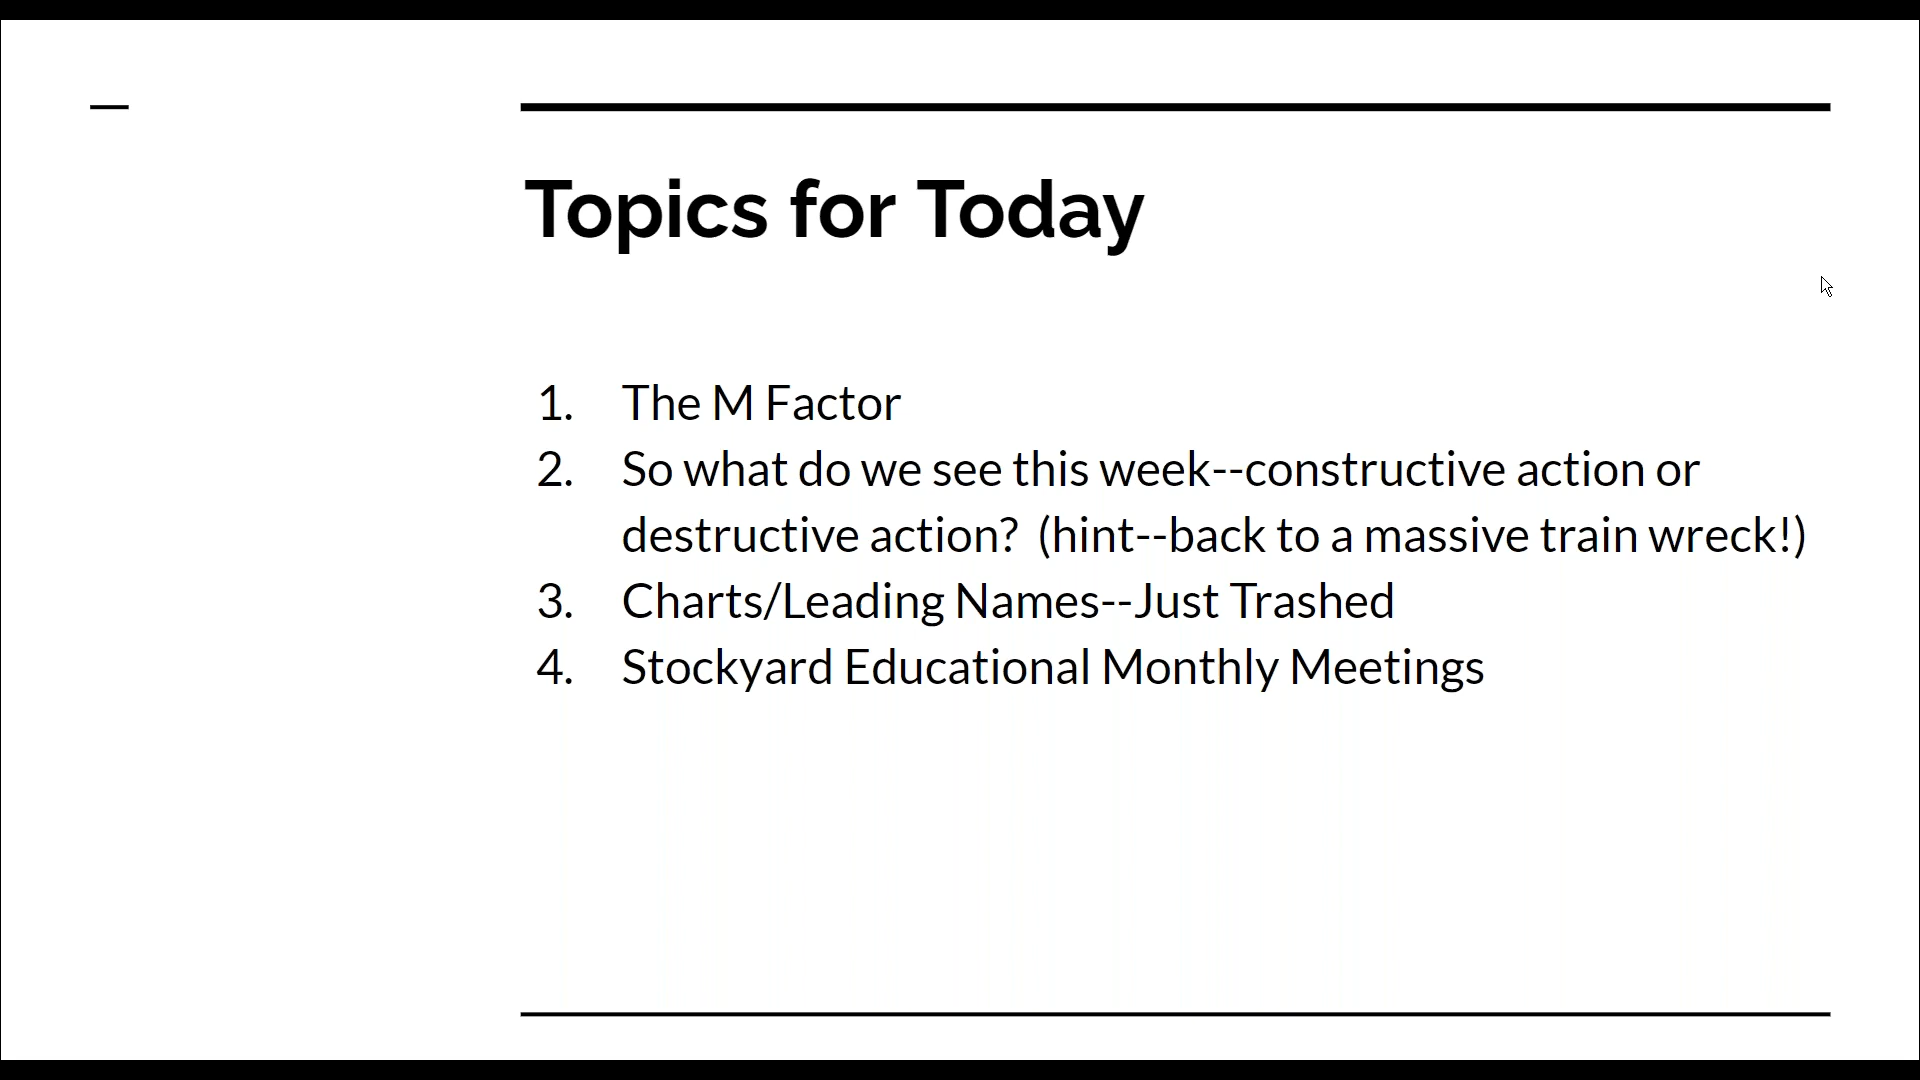 Topics for Today
1. The M Factor
2. So what do we see this week--constructive action or
destructive action?  (hint--back to a massive train wreck!)
3. Charts/Leading Names--Just Trashed
4. Stockyard Educational Monthly Meetings